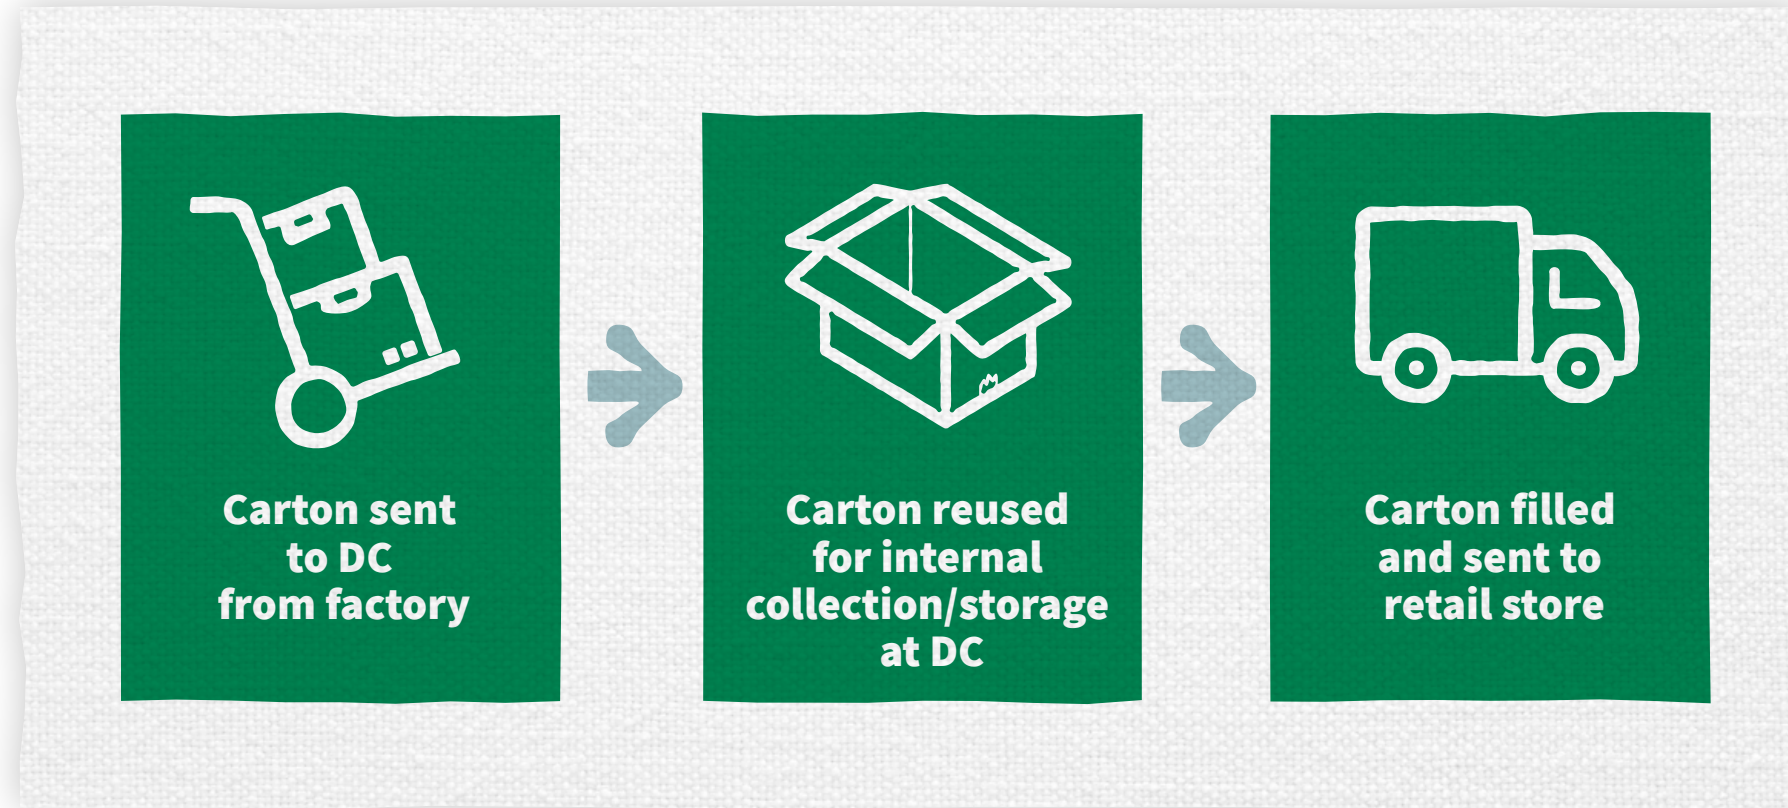 Carton sent
to DC
from factory
Carton reused
for internal
collection/storage
at DC
Carton filled
and sent to
retail store